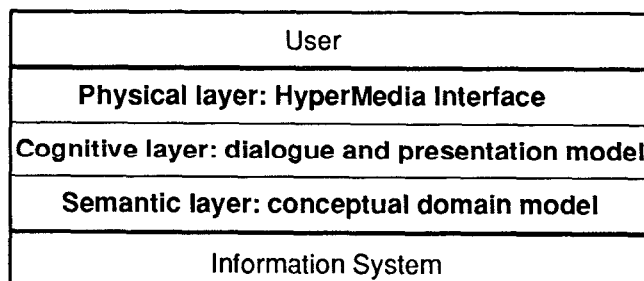 User
Physical layer: HyperMedia Interface
Cognitive layer: dialogue and presentation model
Semantic layer: conceptual domain model
Information System